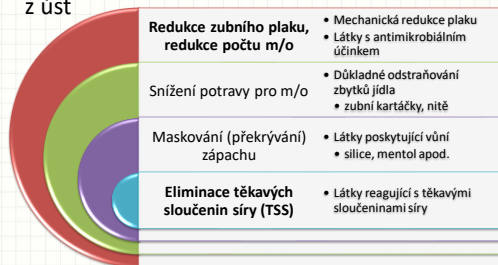 z úst
Redukce zubního plaku,
redukce počtu m/o
• Mechanická redukce plaku
• Látky s antimikrobiálním
účinkem
Snížení potravy pro m/o
• Důkladné odstraňování
zbytků jídla
• zubní kartáčky, nitě
Maskování (překrývání)
zápachu
• Látky poskytující vůní
• silice, mentol apod.
Eliminace těkavých
sloučenin síry (TSS)
• Látky reagující s těkavými
sloučeninami síry